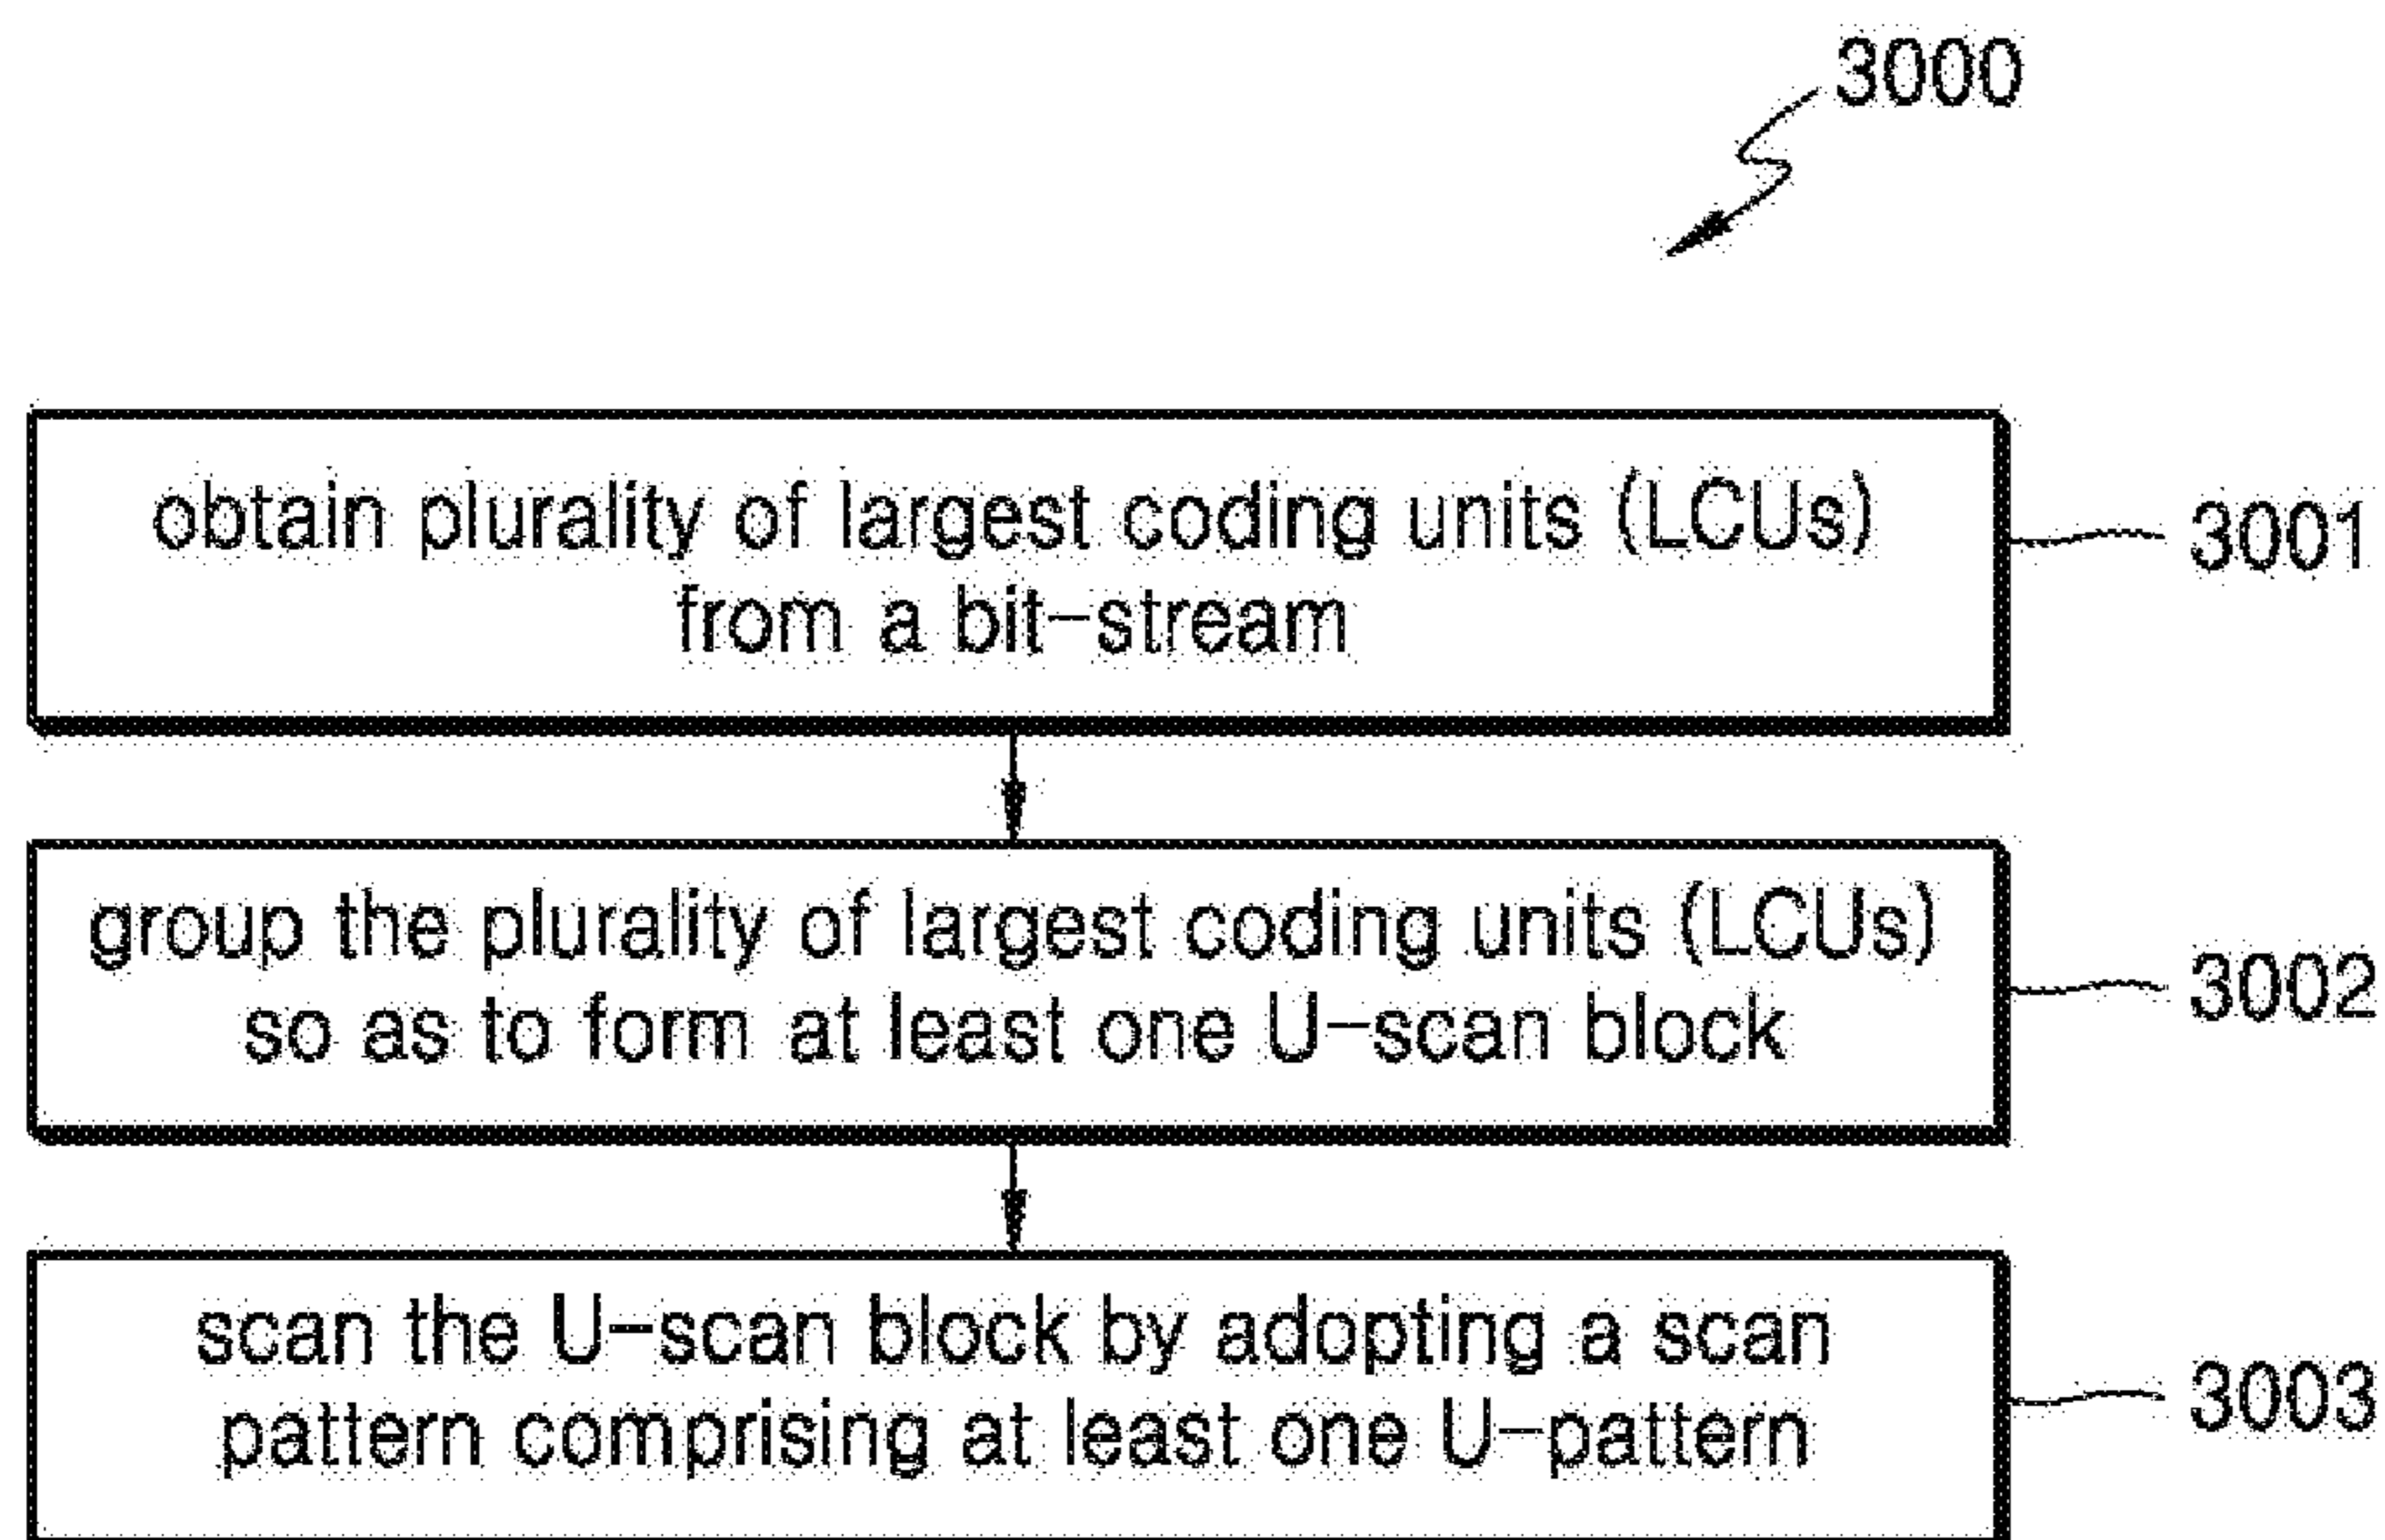 3000
obtain plurality of largest coding units (LCUs)
from a bit-stream
3001
group the plurality of largest coding units (LCUs)
so as to form at least one U-scan block
3002
scan the U-scan block by adopting a scan
pattern comprising at least one U-pattern
3003